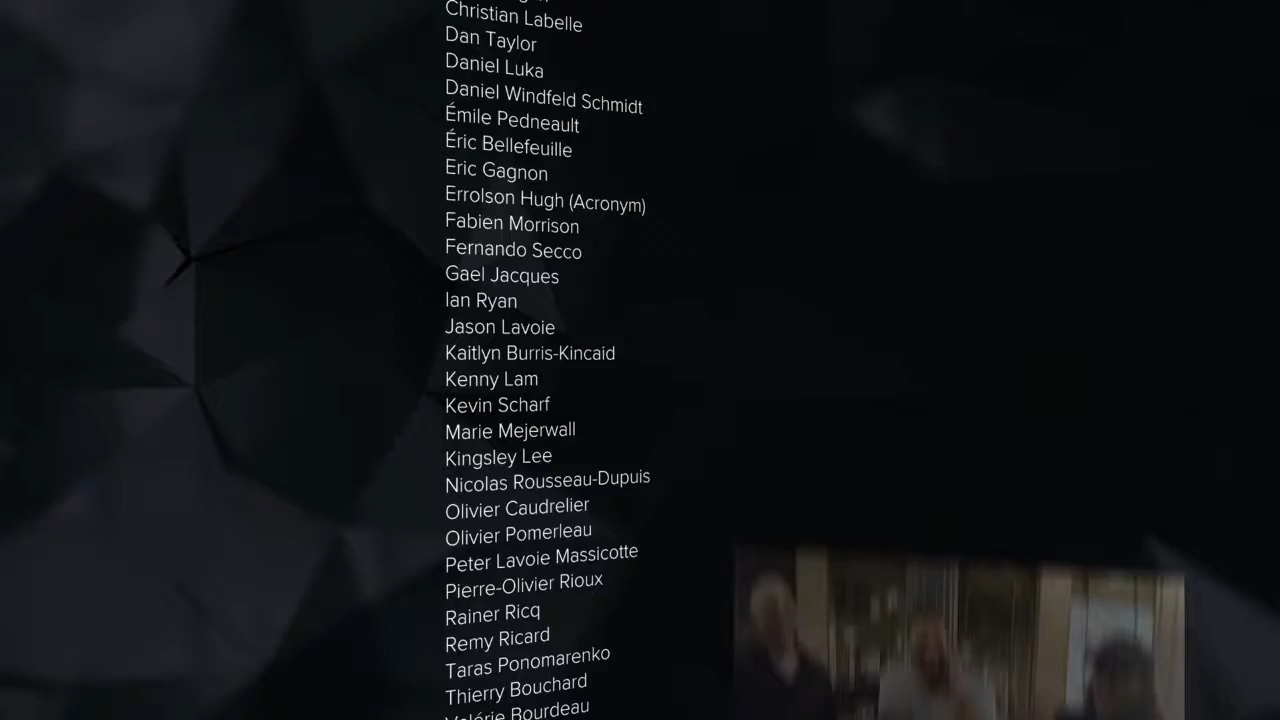 Christian Labelle
Dan Taylor
Daniel Luka
Daniel Windfeld Schmidt
Émile Pedneault
Éric Bellefeuille
Eric Gagnon
Errolson Hugh (Acronym)
Fabien Morrison
Fernando Secco
Gael Jacques
Ian Ryan
Jason Lavoie
Kaitlyn Burris-Kincaid
Kenny Lam
Kevin Scharf
Marie Mejerwall
Kingsley Lee
Nicolas Rousseau-Dupuis
Olivier Caudrelier
Olivier Pomerleau
Peter Lavoie Massicotte
Pierre-Olivier Rioux
Rainer Ricq
Remy Ricard
Taras Ponomarenko
Thierry Bouchard
Valérie Bourdeau